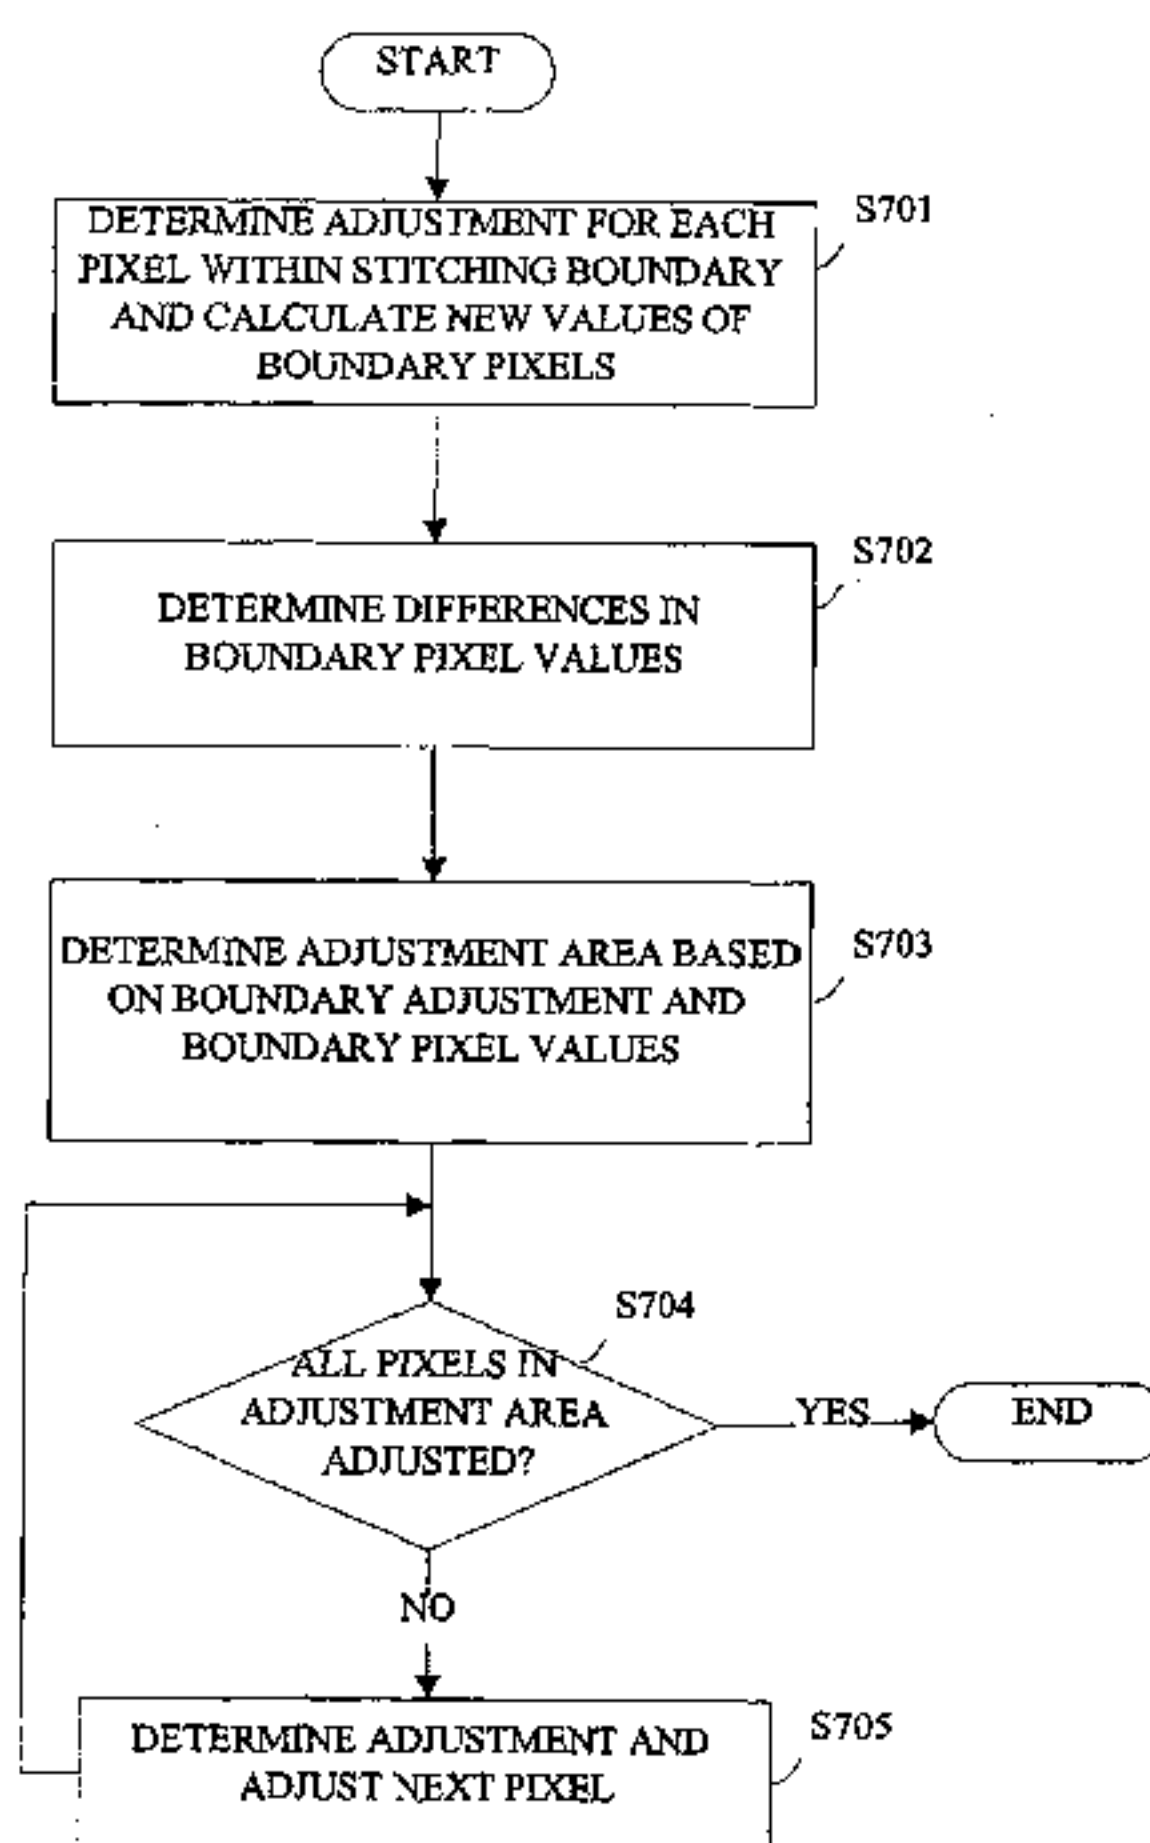 START
DETERMINE ADJUSTMENT FOR EACH
PIXEL WITHIN STITCHING BOUNDARY
AND CALCULATE NEW VALUES OF
BOUNDARY PIXELS
S701
DETERMINE DIFFERENCES IN
BOUNDARY PIXEL VALUES
S702
DETERMINE ADJUSTMENT AREA BASED
ON BOUNDARY ADJUSTMENT AND
BOUNDARY PIXEL VALUES
S703
ALL PIXELS IN
ADJUSTMENT AREA
ADJUSTED?
S704
YES
END
NO
DETERMINE ADJUSTMENT AND
ADJUST NEXT PIXEL
S705